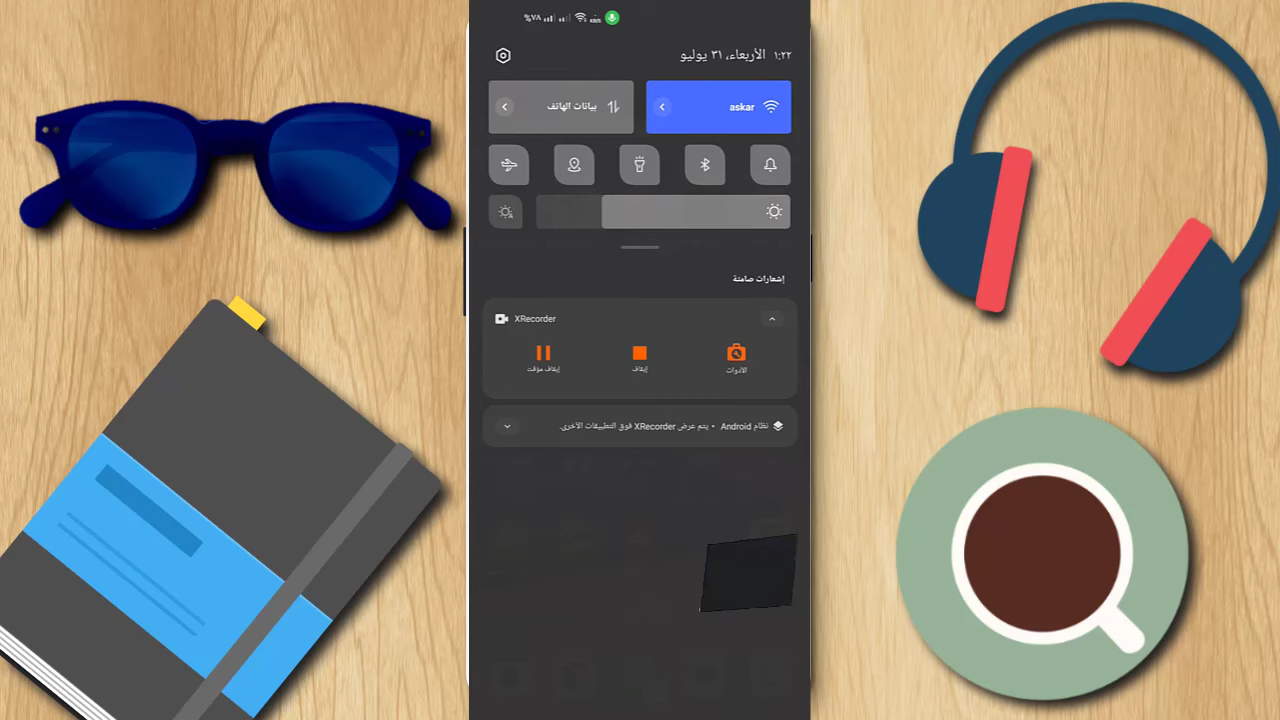 %٧٨
KB/S
١:٢٢ الأربعاء، ٣١ يوليو
askar
بيانات الهاتف
إشعارات صامتة
XRecorder
الأدوات
إيقاف
إيقاف مؤقت
نظام Android • يتم عرض XRecorder فوق التطبيقات الأخرى.